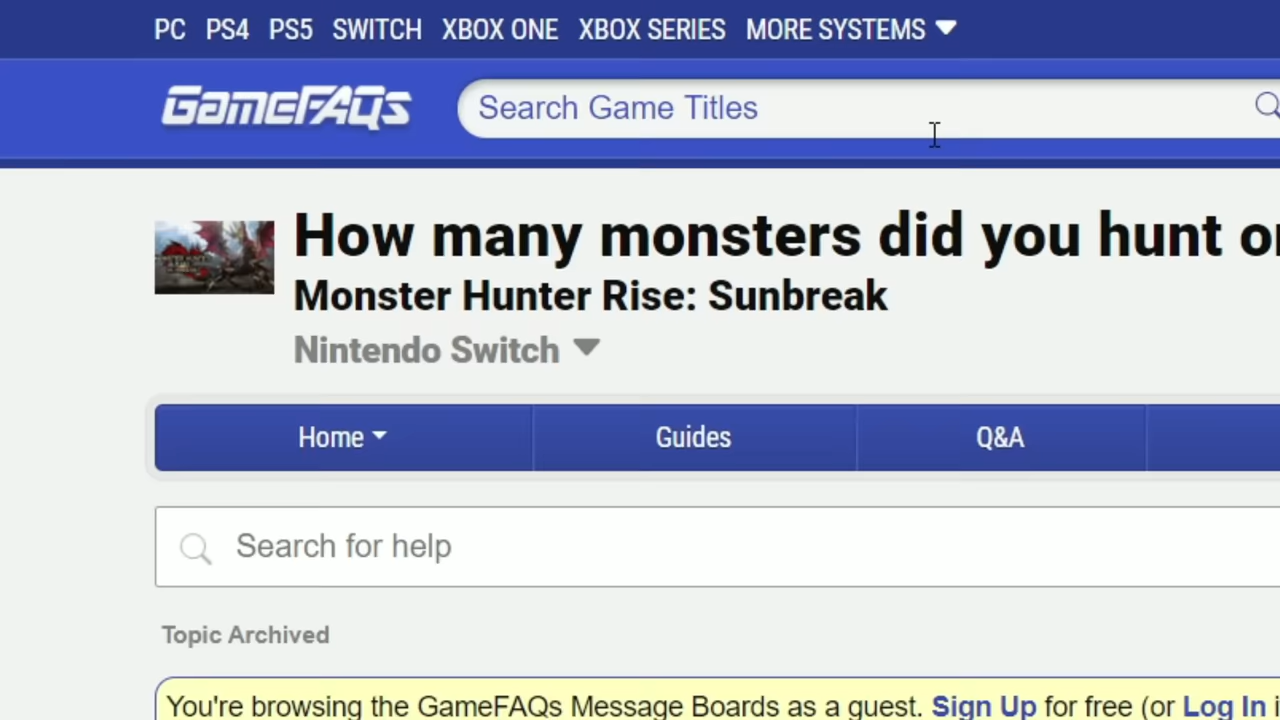 PC PS4 PS5 SWITCH XBOX ONE XBOX SERIES MORE SYSTEMS
GameFAQs Search Game Titles
How many monsters did you hunt
Monster Hunter Rise: Sunbreak
Nintendo Switch
Home Guides Q&A
Search for help
Topic Archived
You're browsing the GameFAQs Message Boards as a guest. Sign Up for free (or Log In